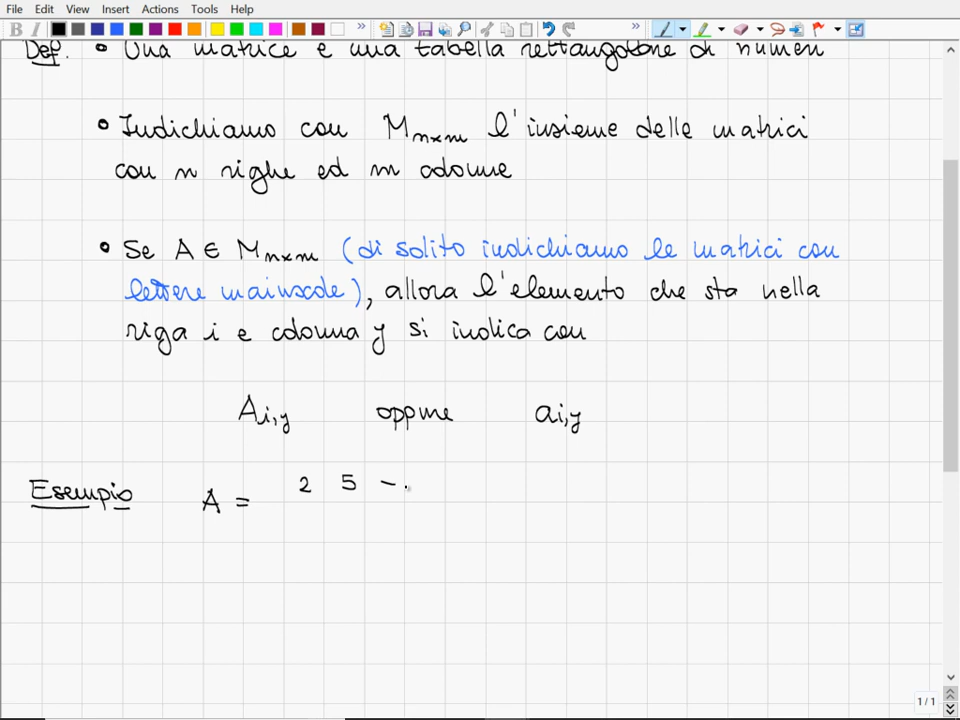 File Edit View Insert Actions Tools Help
B I » »
Def. • Una matrice è una tabella rettangolare di numeri
• Indichiamo con Mn×m l'insieme delle matrici
con n righe ed m colonne
• Se A ∈ Mn×m (di solito indichiamo le matrici con
lettere maiuscole), allora l'elemento che sta nella
riga i e colonna j si indica con
Ai,j oppure ai,j
Esempio A = 2 5 -
1/1